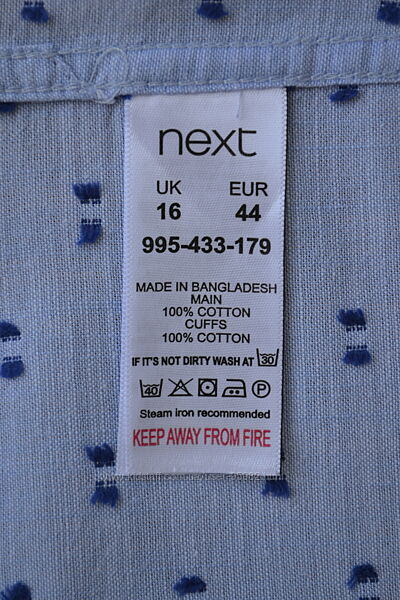 next
UK EUR
16 44
995-433-179
MADE IN BANGLADESH
MAIN
100% COTTON
CUFFS
100% COTTON
IF IT'S NOT DIRTY WASH AT 30
40 P
Steam iron recommended
KEEP AWAY FROM FIRE